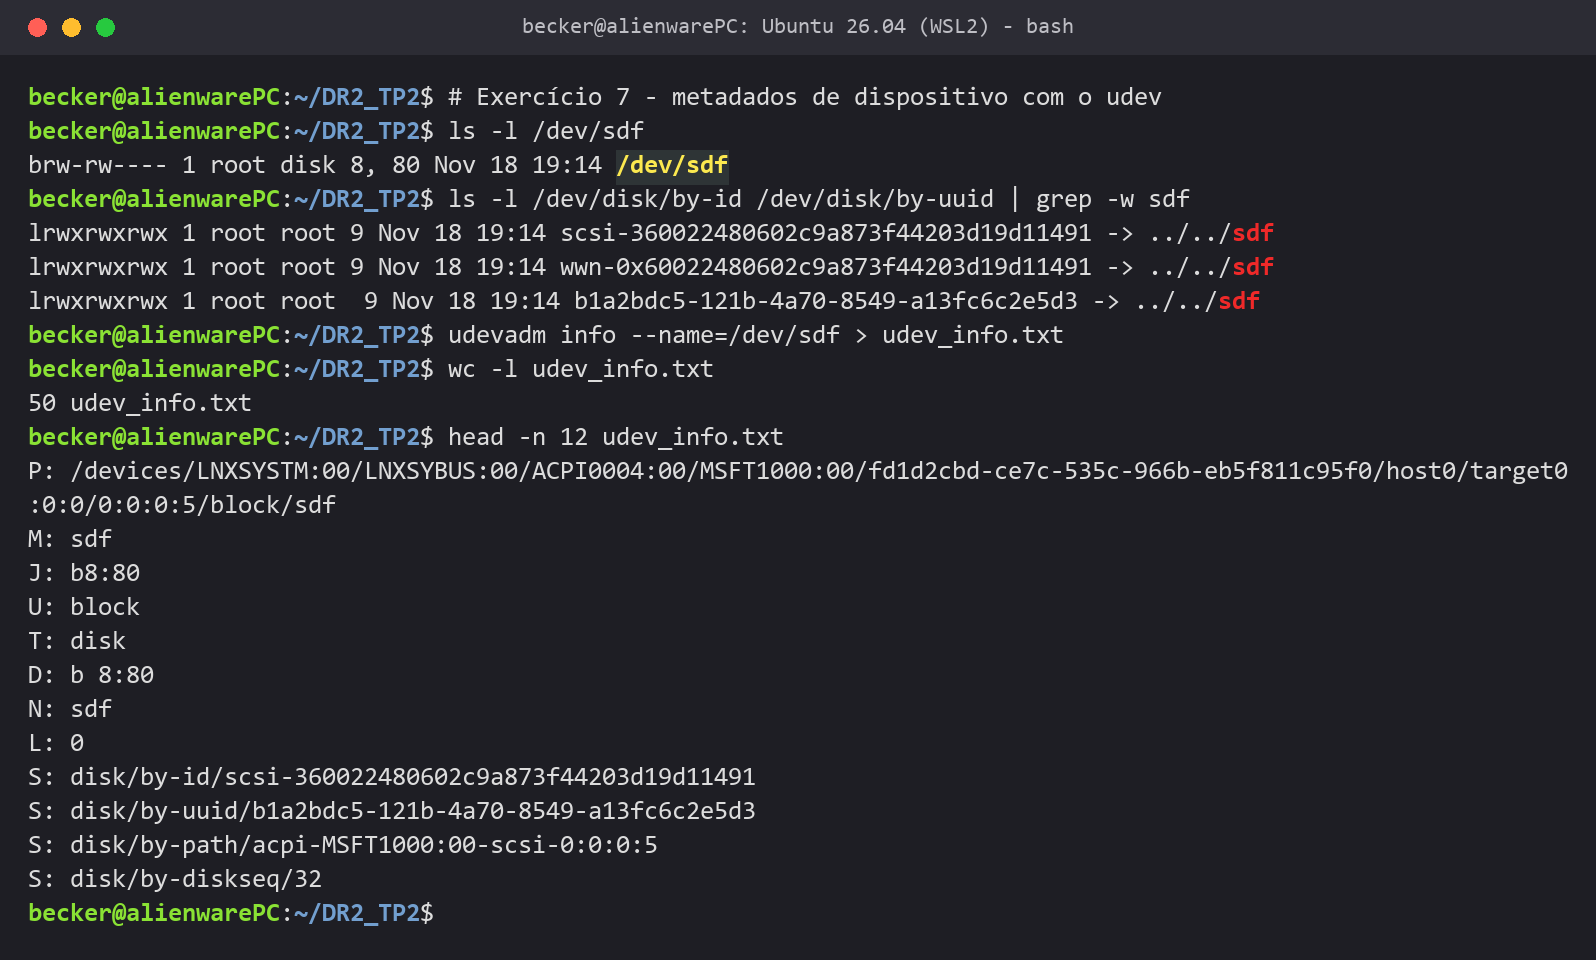 becker@alienwarePC: Ubuntu 26.04 (WSL2) - bash
becker@alienwarePC:~/DR2_TP2$ # Exercício 7 - metadados de dispositivo com o udev
becker@alienwarePC:~/DR2_TP2$ ls -l /dev/sdf
brw-rw---- 1 root disk 8, 80 Nov 18 19:14 /dev/sdf
becker@alienwarePC:~/DR2_TP2$ ls -l /dev/disk/by-id /dev/disk/by-uuid | grep -w sdf
lrwxrwxrwx 1 root root 9 Nov 18 19:14 scsi-360022480602c9a873f44203d19d11491 -> ../../sdf
lrwxrwxrwx 1 root root 9 Nov 18 19:14 wwn-0x60022480602c9a873f44203d19d11491 -> ../../sdf
lrwxrwxrwx 1 root root  9 Nov 18 19:14 b1a2bdc5-121b-4a70-8549-a13fc6c2e5d3 -> ../../sdf
becker@alienwarePC:~/DR2_TP2$ udevadm info --name=/dev/sdf > udev_info.txt
becker@alienwarePC:~/DR2_TP2$ wc -l udev_info.txt
50 udev_info.txt
becker@alienwarePC:~/DR2_TP2$ head -n 12 udev_info.txt
P: /devices/LNXSYSTM:00/LNXSYBUS:00/ACPI0004:00/MSFT1000:00/fd1d2cbd-ce7c-535c-966b-eb5f811c95f0/host0/target0
:0:0/0:0:0:5/block/sdf
M: sdf
J: b8:80
U: block
T: disk
D: b 8:80
N: sdf
L: 0
S: disk/by-id/scsi-360022480602c9a873f44203d19d11491
S: disk/by-uuid/b1a2bdc5-121b-4a70-8549-a13fc6c2e5d3
S: disk/by-path/acpi-MSFT1000:00-scsi-0:0:0:5
S: disk/by-diskseq/32
becker@alienwarePC:~/DR2_TP2$